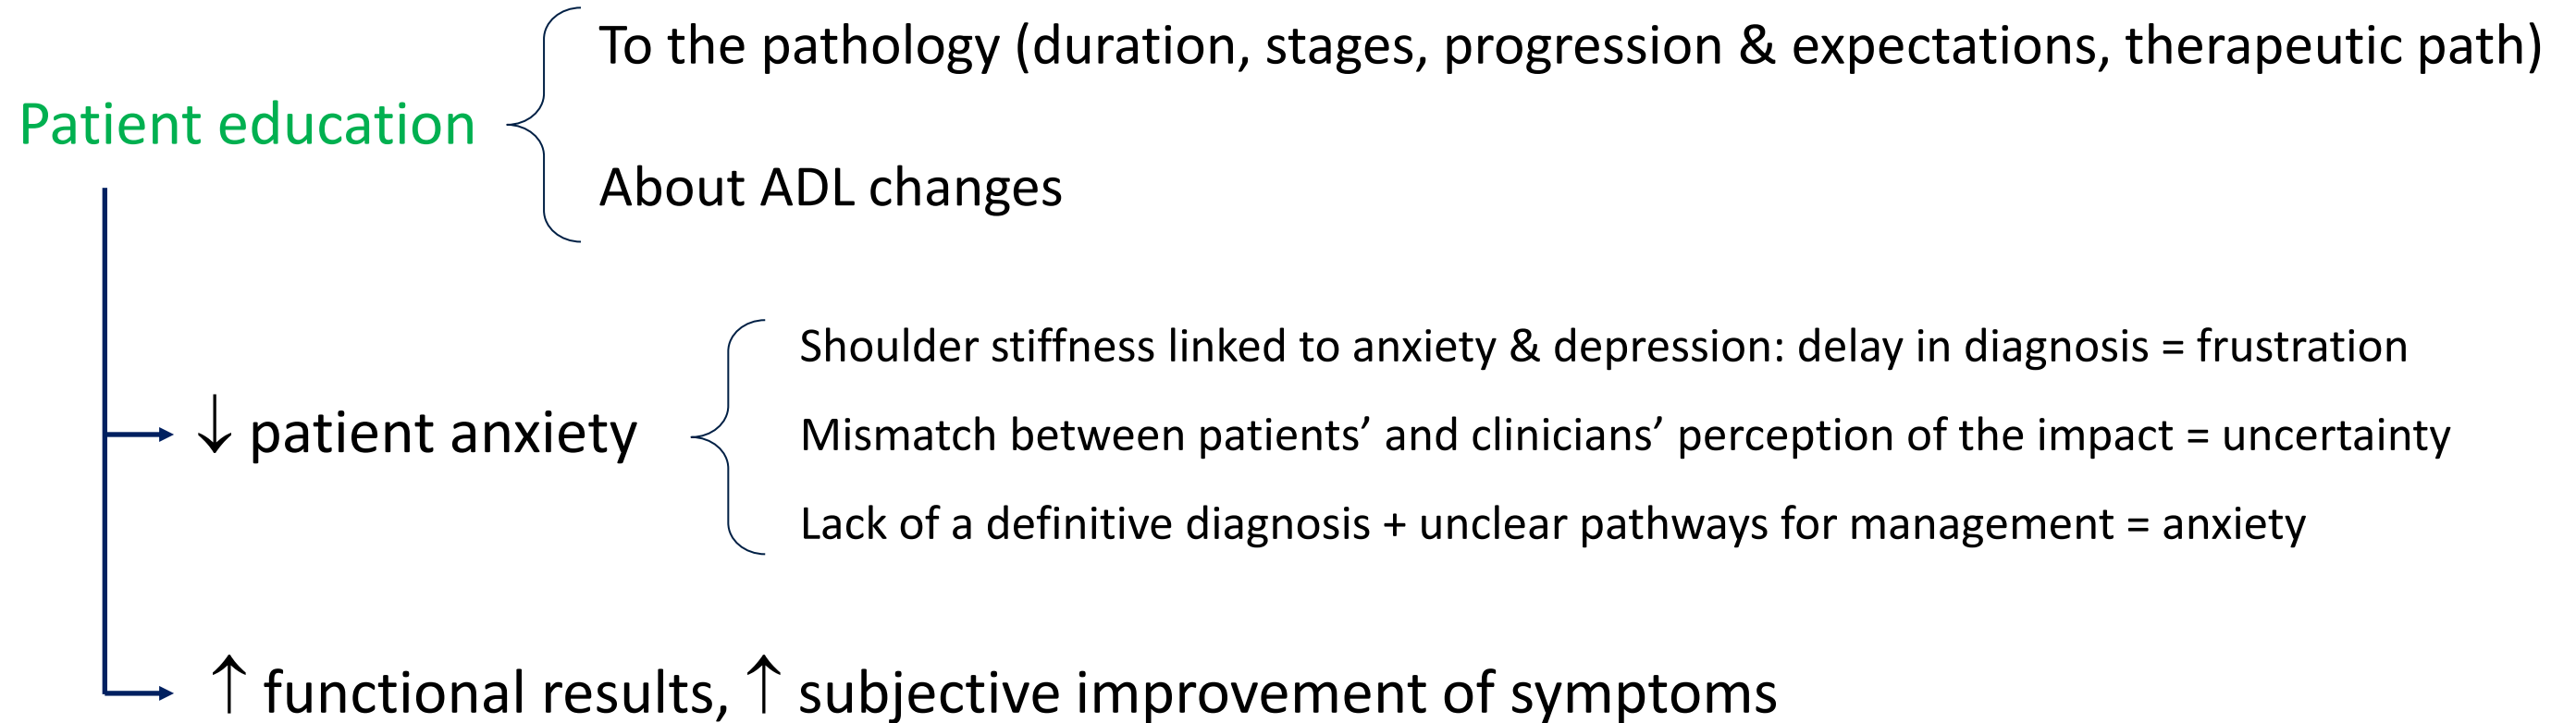 To the pathology (duration, stages, progression & expectations, therapeutic path)
Patient education
About ADL changes
Shoulder stiffness linked to anxiety & depression: delay in diagnosis = frustration
↓ patient anxiety
Mismatch between patients’ and clinicians’ perception of the impact = uncertainty
Lack of a definitive diagnosis + unclear pathways for management = anxiety
↑ functional results, ↑ subjective improvement of symptoms